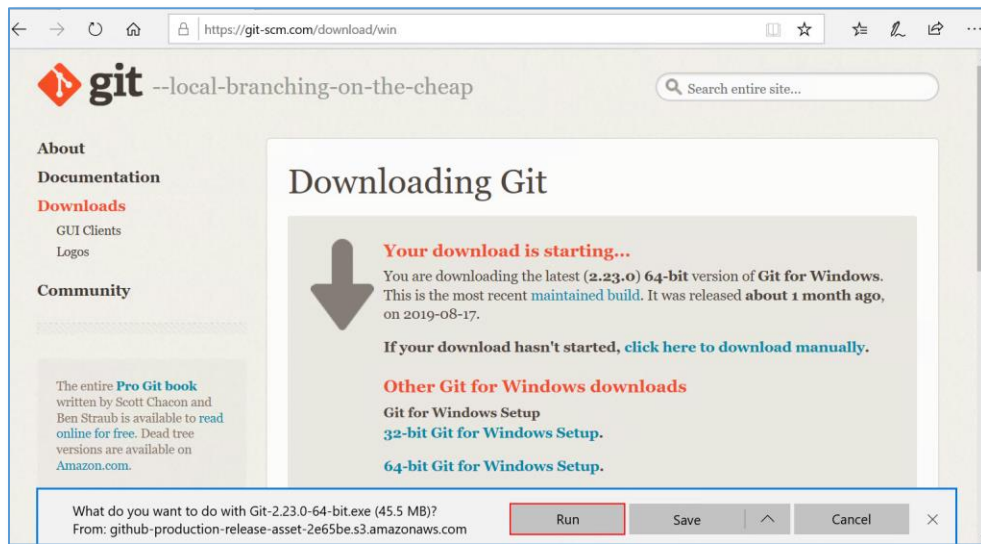 https://git-scm.com/download/win
git --local-branching-on-the-cheap
Search entire site...
About
Documentation
Downloads
GUI Clients
Logos
Community
The entire Pro Git book
written by Scott Chacon and
Ben Straub is available to read
online for free. Dead tree
versions are available on
Amazon.com.
Downloading Git
Your download is starting...
You are downloading the latest (2.23.0) 64-bit version of Git for Windows.
This is the most recent maintained build. It was released about 1 month ago,
on 2019-08-17.
If your download hasn't started, click here to download manually.
Other Git for Windows downloads
Git for Windows Setup
32-bit Git for Windows Setup.
64-bit Git for Windows Setup.
What do you want to do with Git-2.23.0-64-bit.exe (45.5 MB)?
From: github-production-release-asset-2e65be.s3.amazonaws.com
Run
Save
Cancel